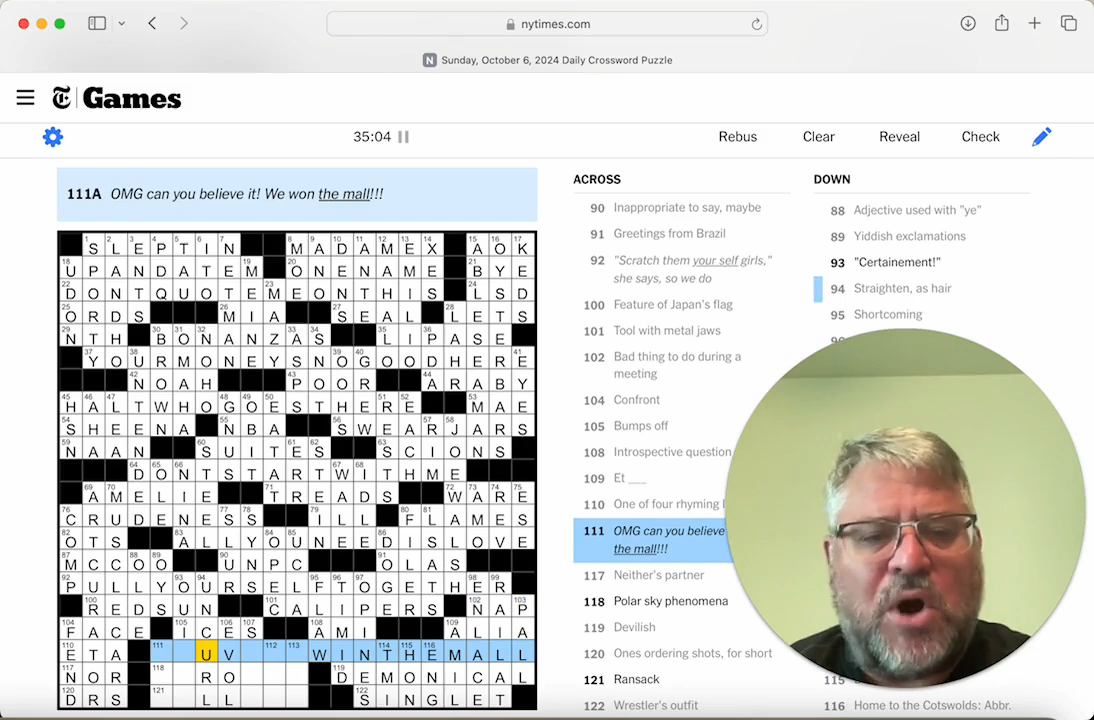 nytimes.com
N Sunday, October 6, 2024 Daily Crossword Puzzle
T Games
35:04
Rebus
Clear
Reveal
Check
111A OMG can you believe it! We won the mall!!!
SLEPTIN MADAMEX AOK
UPANDATEM ONENAME BYE
DONTQUOTEMEONTHIS LSD
ORDS MIA SEAL LETS
NTH BONANZAS LIPASE
YOURMONEYSNOGOODHERE
NOAH POOR ARABY
HALTWHOGOESTHERE MAE
SHEENA NBA SWEARJARS
NAAN SUITES SCIONS
DONTSTARTWITHME
AMELIE TREADS WARE
CRUDENESS ILL FLAMES
OTS ALLYOUNEEDISLOVE
MCCOO UNPC OLAS
PULLYOURSELFTOGETHER
REDSUN CALIPERS NAP
FACE ICES AMI ALIA
ETA UV WINTHEMALL
NOR RO DEMONICAL
DRS LL SINGLET
ACROSS
90 Inappropriate to say, maybe
91 Greetings from Brazil
92 "Scratch them your self girls,"
she says, so we do
100 Feature of Japan's flag
101 Tool with metal jaws
102 Bad thing to do during a
meeting
104 Confront
105 Bumps off
108 Introspective question
109 Et ___
110 One of four rhyming
111 OMG can you believe
the mall!!!
117 Neither's partner
118 Polar sky phenomena
119 Devilish
120 Ones ordering shots, for short
121 Ransack
122 Wrestler's outfit
DOWN
88 Adjective used with "ye"
89 Yiddish exclamations
93 "Certainement!"
94 Straighten, as hair
95 Shortcoming
115
116 Home to the Cotswolds: Abbr.